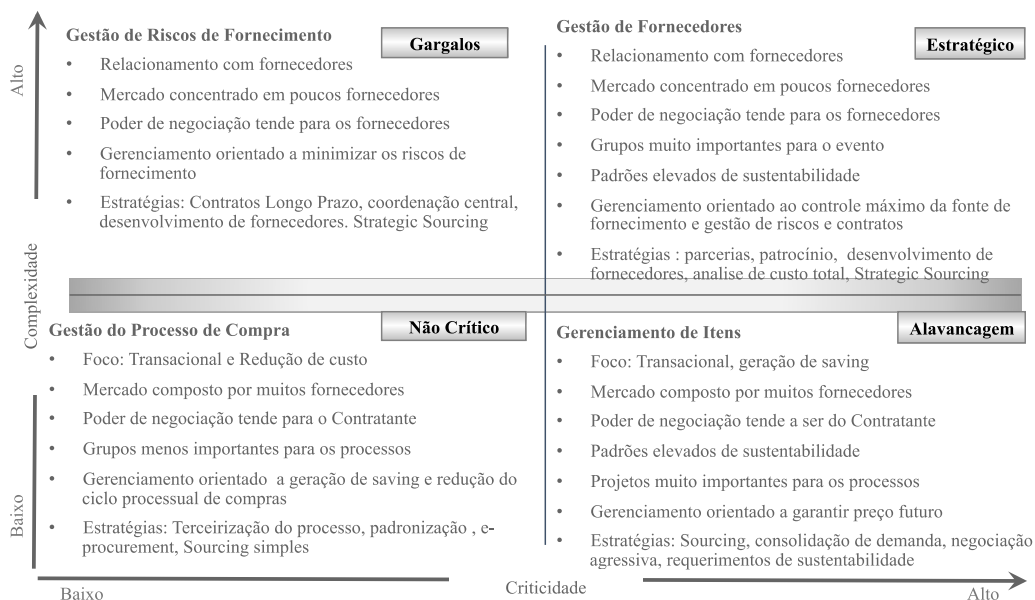 Alto
Complexidade
Baixo
Gestão de Riscos de Fornecimento
Gargalos
• Relacionamento com fornecedores
• Mercado concentrado em poucos fornecedores
• Poder de negociação tende para os fornecedores
• Gerenciamento orientado a minimizar os riscos de
fornecimento
• Estratégias: Contratos Longo Prazo, coordenação central,
desenvolvimento de fornecedores. Strategic Sourcing
Gestão de Fornecedores
Estratégico
• Relacionamento com fornecedores
• Mercado concentrado em poucos fornecedores
• Poder de negociação tende para os fornecedores
• Grupos muito importantes para o evento
• Padrões elevados de sustentabilidade
• Gerenciamento orientado ao controle máximo da fonte de
fornecimento e gestão de riscos e contratos
• Estratégias : parcerias, patrocínio, desenvolvimento de
fornecedores, analise de custo total, Strategic Sourcing
Gestão do Processo de Compra
Não Crítico
• Foco: Transacional e Redução de custo
• Mercado composto por muitos fornecedores
• Poder de negociação tende para o Contratante
• Grupos menos importantes para os processos
• Gerenciamento orientado a geração de saving e redução do
ciclo processual de compras
• Estratégias: Terceirização do processo, padronização , e-
procurement, Sourcing simples
Gerenciamento de Itens
Alavancagem
• Foco: Transacional, geração de saving
• Mercado composto por muitos fornecedores
• Poder de negociação tende a ser do Contratante
• Padrões elevados de sustentabilidade
• Projetos muito importantes para os processos
• Gerenciamento orientado a garantir preço futuro
• Estratégias: Sourcing, consolidação de demanda, negociação
agressiva, requerimentos de sustentabilidade
Baixo
Criticidade
Alto